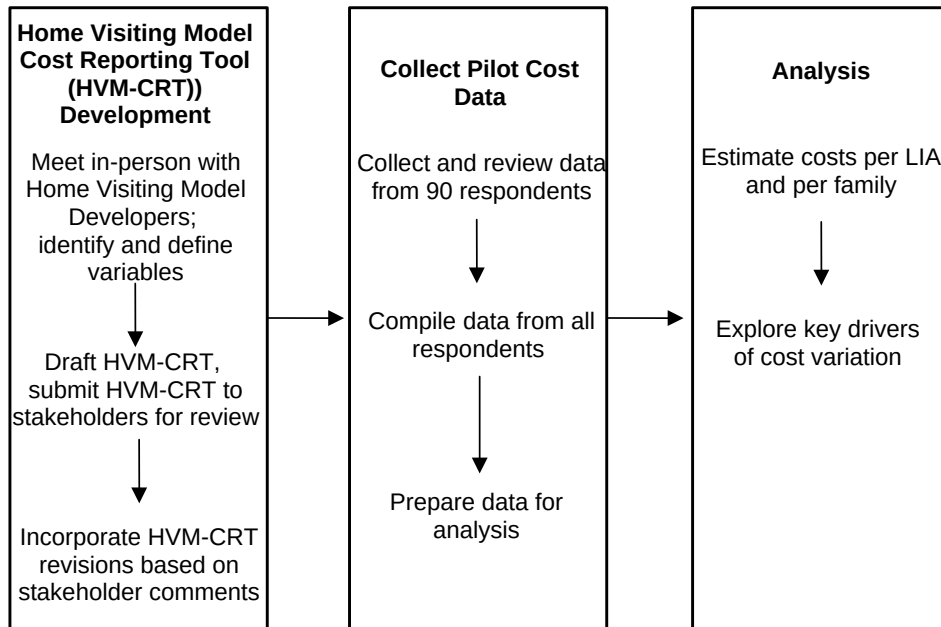 Home Visiting Model
Cost Reporting Tool
(HVM-CRT))
Development
Meet in-person with
Home Visiting Model
Developers;
identify and define
variables
Draft HVM-CRT,
submit HVM-CRT to
stakeholders for review
Incorporate HVM-CRT
revisions based on
stakeholder comments
Collect Pilot Cost
Data
Collect and review data
from 90 respondents
Compile data from all
respondents
Prepare data for
analysis
Analysis
Estimate costs per LIA
and per family
Explore key drivers
of cost variation